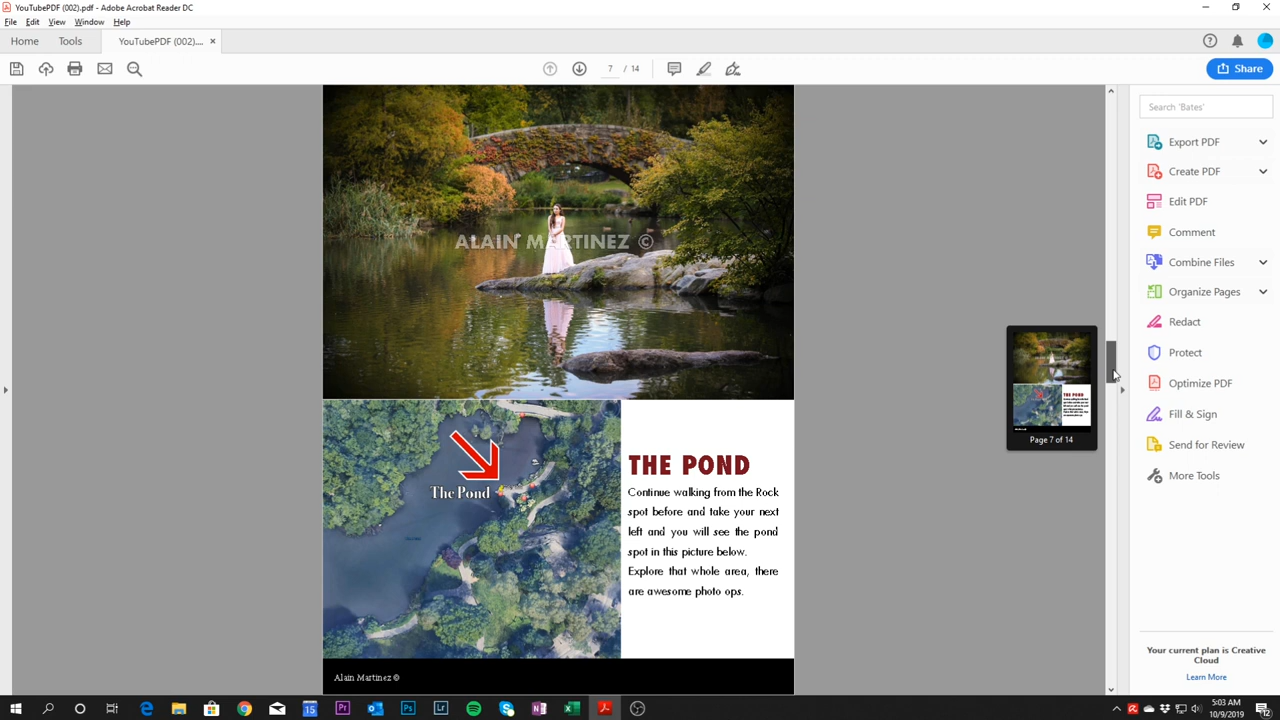 YouTubePDF (002).pdf - Adobe Acrobat Reader DC
File Edit View Window Help
Home Tools YouTubePDF (002).... ×
7 / 14
Share
Search 'Bates'
Export PDF
Create PDF
Edit PDF
Comment
Combine Files
Organize Pages
Redact
Protect
Optimize PDF
Fill & Sign
Send for Review
More Tools
ALAIN MARTINEZ ©
The Pond
THE POND
Continue walking from the Rock
spot before and take your next
left and you will see the pond
spot in this picture below.
Explore that whole area, there
are awesome photo ops.
Alain Martinez ©
THE POND
Page 7 of 14
Your current plan is Creative
Cloud
Learn More
5:03 AM
10/9/2019